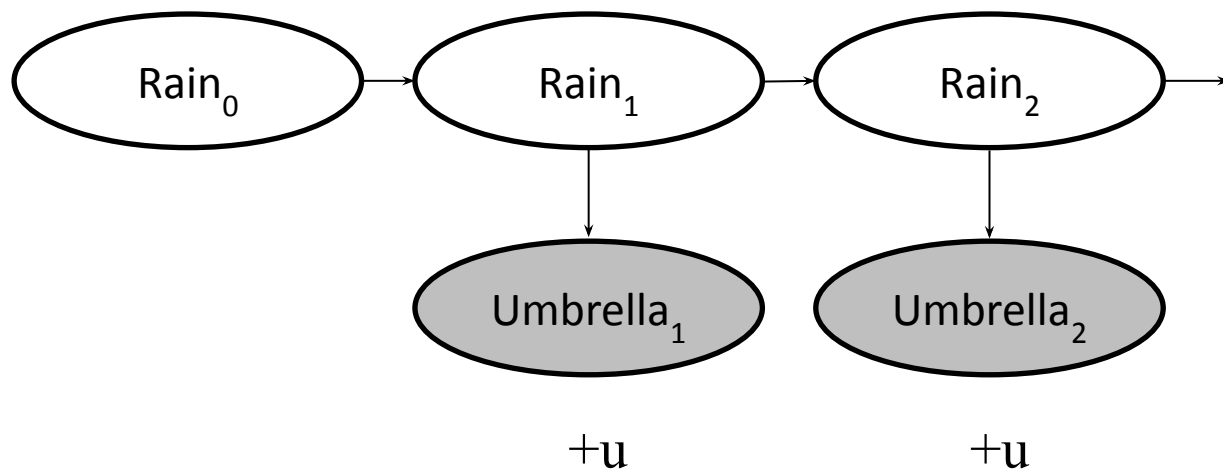 Rain₀ Rain₁ Rain₂
Umbrella₁ Umbrella₂
+u +u